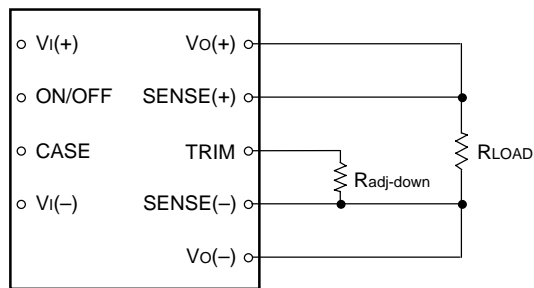 VI(+)
VO(+)
ON/OFF
SENSE(+)
CASE
TRIM
RLOAD
Radj-down
VI(–)
SENSE(–)
VO(–)